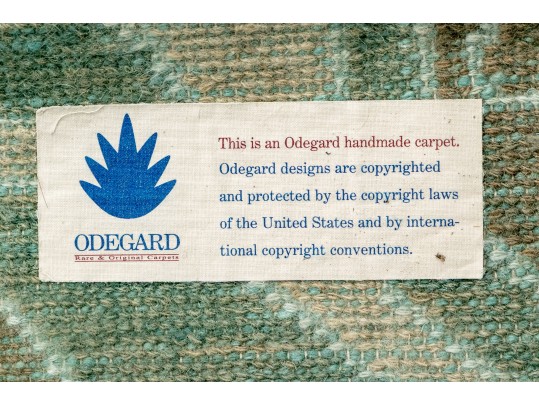 ODEGARD
Rare & Original Carpets
This is an Odegard handmade carpet.
Odegard designs are copyrighted
and protected by the copyright laws
of the United States and by interna-
tional copyright conventions.